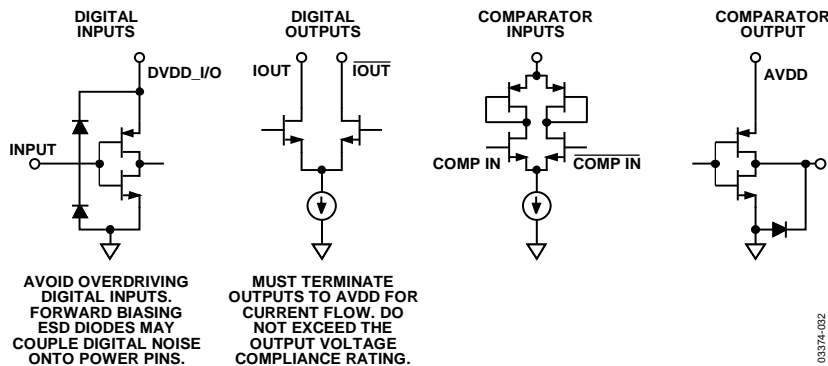 DIGITAL
INPUTS
DVDD_I/O
INPUT
AVOID OVERDRIVING
DIGITAL INPUTS.
FORWARD BIASING
ESD DIODES MAY
COUPLE DIGITAL NOISE
ONTO POWER PINS.
DIGITAL
OUTPUTS
IOUT
IOUT
MUST TERMINATE
OUTPUTS TO AVDD FOR
CURRENT FLOW. DO
NOT EXCEED THE
OUTPUT VOLTAGE
COMPLIANCE RATING.
COMPARATOR
INPUTS
COMP IN
COMP IN
COMPARATOR
OUTPUT
AVDD
03374-032